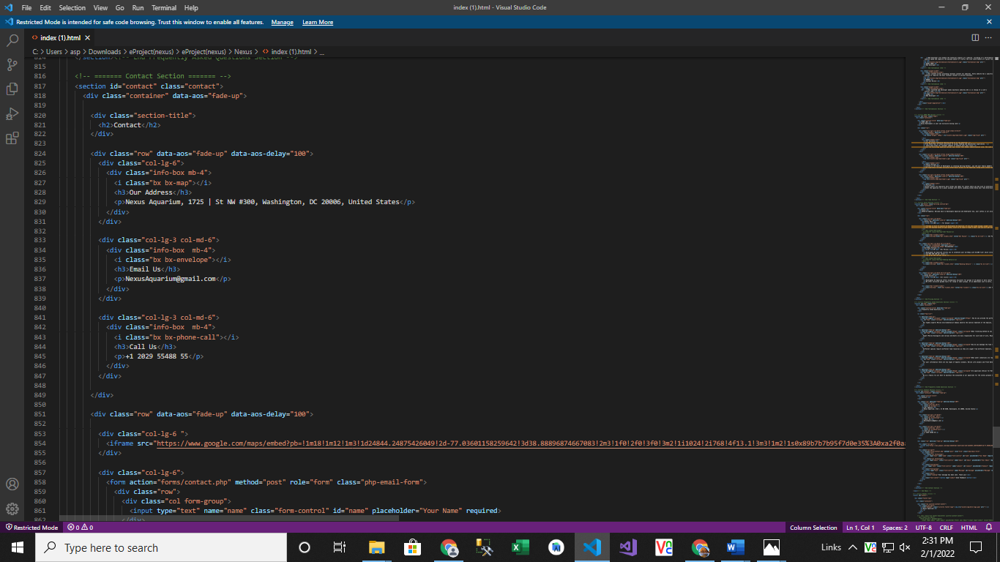 File Edit Selection View Go Run Terminal Help index (1).html - Visual Studio Code
Restricted Mode is intended for safe code browsing. Trust this window to enable all features. Manage Learn More
index (1).html
C: > Users > asp > Downloads > eProject(nexus) > eProject(nexus) > Nexus > index (1).html > ...
814 </section><!-- End Frequently Asked Questions Section -->
815
816 <!-- ======= Contact Section ======= -->
817 <section id="contact" class="contact">
818 <div class="container" data-aos="fade-up">
819
820 <div class="section-title">
821 <h2>Contact</h2>
822 </div>
823
824 <div class="row" data-aos="fade-up" data-aos-delay="100">
825 <div class="col-lg-6">
826 <div class="info-box mb-4">
827 <i class="bx bx-map"></i>
828 <h3>Our Address</h3>
829 <p>Nexus Aquarium, 1725 | St NW #300, Washington, DC 20006, United States</p>
830 </div>
831 </div>
832
833 <div class="col-lg-3 col-md-6">
834 <div class="info-box  mb-4">
835 <i class="bx bx-envelope"></i>
836 <h3>Email Us</h3>
837 <p>NexusAquarium@gmail.com</p>
838 </div>
839 </div>
840
841 <div class="col-lg-3 col-md-6">
842 <div class="info-box  mb-4">
843 <i class="bx bx-phone-call"></i>
844 <h3>Call Us</h3>
845 <p>+1 2029 55488 55</p>
846 </div>
847 </div>
848
849 </div>
850
851 <div class="row" data-aos="fade-up" data-aos-delay="100">
852
853 <div class="col-lg-6 ">
854 <iframe src="https://www.google.com/maps/embed?pb=!1m18!1m12!1m3!1d24844.24875426049!2d-77.03601158259642!3d38.88896874667083!2m3!1f0!2f0!3f0!3m2!1i1024!2i768!4f13.1!3m3!1m2!1s0x89b7b7b95f7d0e35%3A0xa2f0aa
855 </div>
856
857 <div class="col-lg-6">
858 <form action="forms/contact.php" method="post" role="form" class="php-email-form">
859 <div class="row">
860 <div class="col form-group">
861 <input type="text" name="name" class="form-control" id="name" placeholder="Your Name" required>
862 </div>
Restricted Mode 0 0 Column Selection Ln 1, Col 1 Spaces: 2 UTF-8 CRLF HTML
Type here to search Links 2:31 PM
2/1/2022